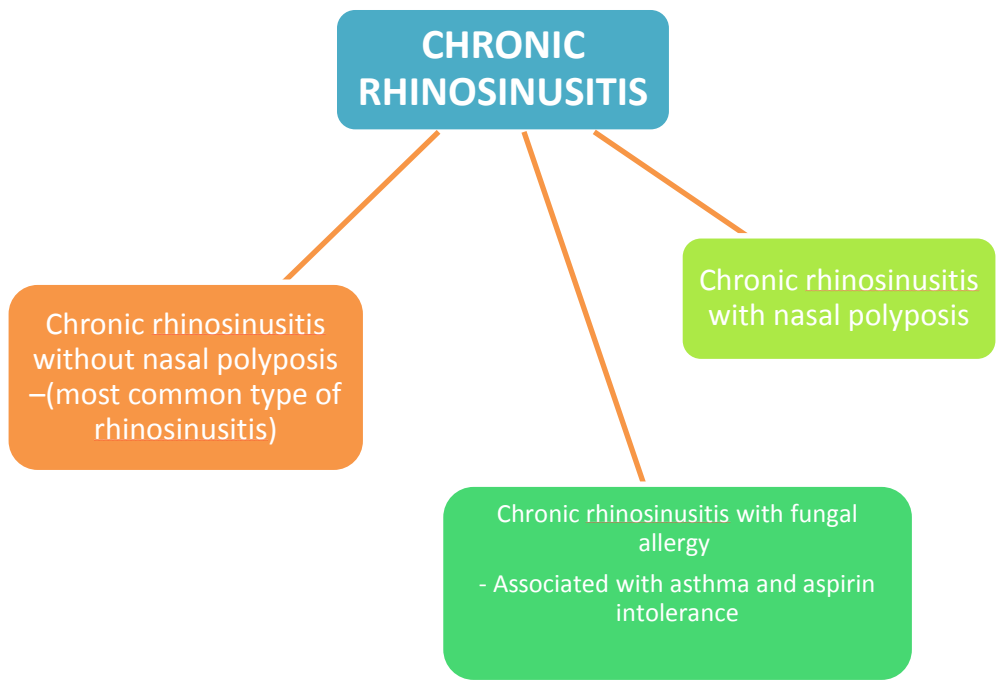 CHRONIC
RHINOSINUSITIS
Chronic rhinosinusitis
without nasal polyposis
–(most common type of
rhinosinusitis)
Chronic rhinosinusitis
with nasal polyposis
Chronic rhinosinusitis with fungal
allergy
- Associated with asthma and aspirin
intolerance